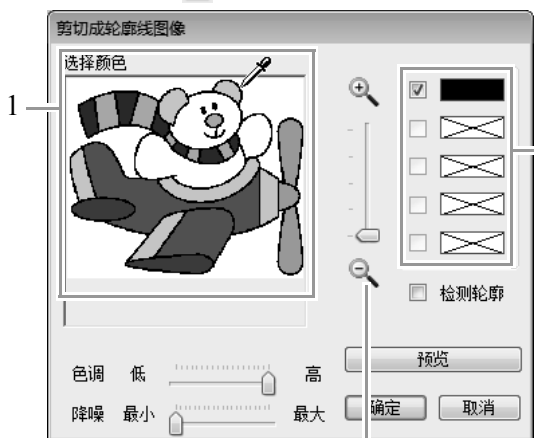 剪切成轮廓线图像
选择颜色
1
检测轮廓
预览
色调 低 高
降噪 最小 最大
确定 取消